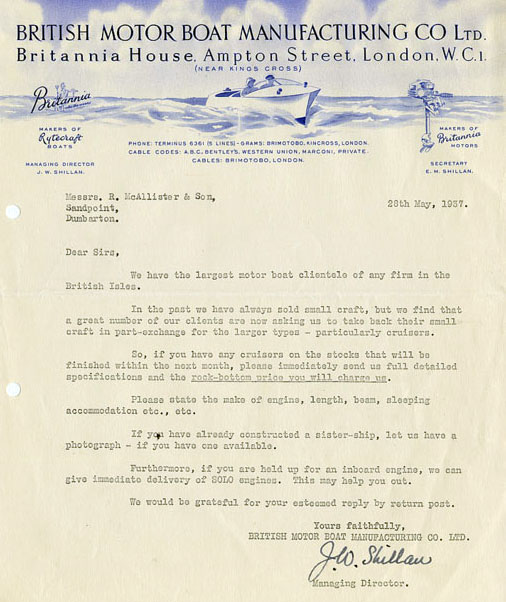 BRITISH MOTOR BOAT MANUFACTURING CO LTD.
Britannia House, Ampton Street, London, W.C.1.
(NEAR KINGS CROSS)
Britannia
MAKERS OF
Rytecraft
BOATS
MANAGING DIRECTOR
J. W. SHILLAN.
PHONE: TERMINUS 6361 (5 LINES) - GRAMS: BRIMOTOBO, KINCROSS, LONDON.
CABLE CODES: A.B.C. BENTLEY'S. WESTERN UNION, MARCONI, PRIVATE.
CABLES: BRIMOTOBO, LONDON.
MAKERS OF
Britannia
MOTORS
SECRETARY
E. M. SHILLAN.
Messrs. R. McAllister & Son,
Sandpoint,
Dumbarton.
28th May, 1937.
Dear Sirs,
We have the largest motor boat clientele of any firm in the
British Isles.
In the past we have always sold small craft, but we find that
a great number of our clients are now asking us to take back their small
craft in part-exchange for the larger types - particularly cruisers.
So, if you have any cruisers on the stocks that will be
finished within the next month, please immediately send us full detailed
specifications and the rock-bottom price you will charge us.
Please state the make of engine, length, beam, sleeping
accommodation etc., etc.
If you have already constructed a sister-ship, let us have a
photograph - if you have one available.
Furthermore, if you are held up for an inboard engine, we can
give immediate delivery of SOLO engines. This may help you out.
We would be grateful for your esteemed reply by return post.
Yours faithfully,
BRITISH MOTOR BOAT MANUFACTURING CO. LTD.
J.W. Shillan
Managing Director.